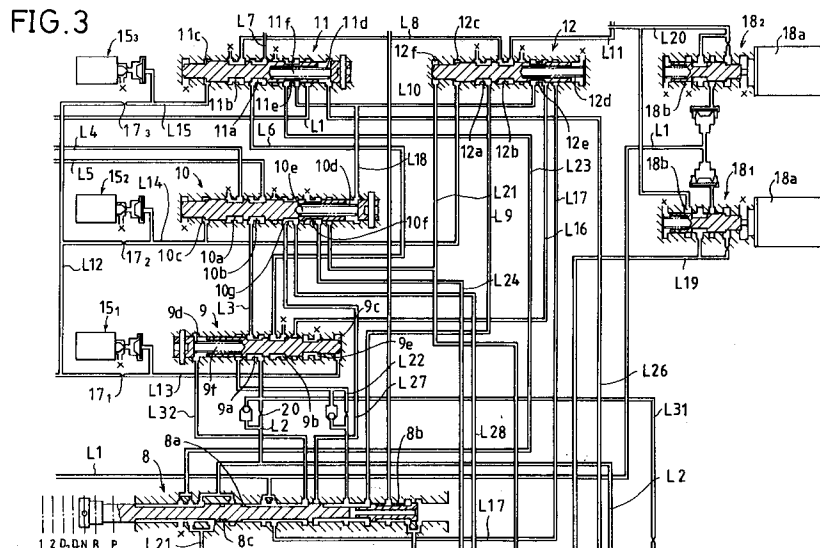 FIG.3
15₃
17₃
L15
11c
L7
11f
11
11d
11b
11a
11e
L6
L1
L8
12f
12c
12
L10
12a
12b
12e
12d
L11
L20
18₂
18a
18b
L1
18b
18₁
18a
L19
L4
L5
15₂
L14
17₂
10
10e
10d
L18
10c
10a
10b
10g
10f
L21
L9
L23
L17
L16
L24
L12
L3
15₁
17₁
L13
9d
9
9c
9f
9a
9b
9e
L32
L22
L27
20
L2
L28
L26
L31
L1
8
8a
8b
8c
L21
L17
L2
1 2 D₃ D₄ N R P